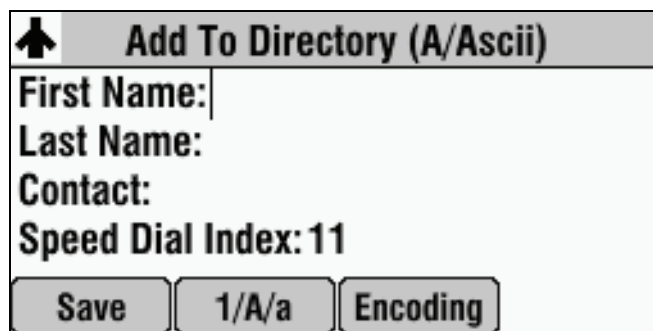 Add To Directory (A/Ascii)
First Name:
Last Name:
Contact:
Speed Dial Index: 11
Save 1/A/a Encoding